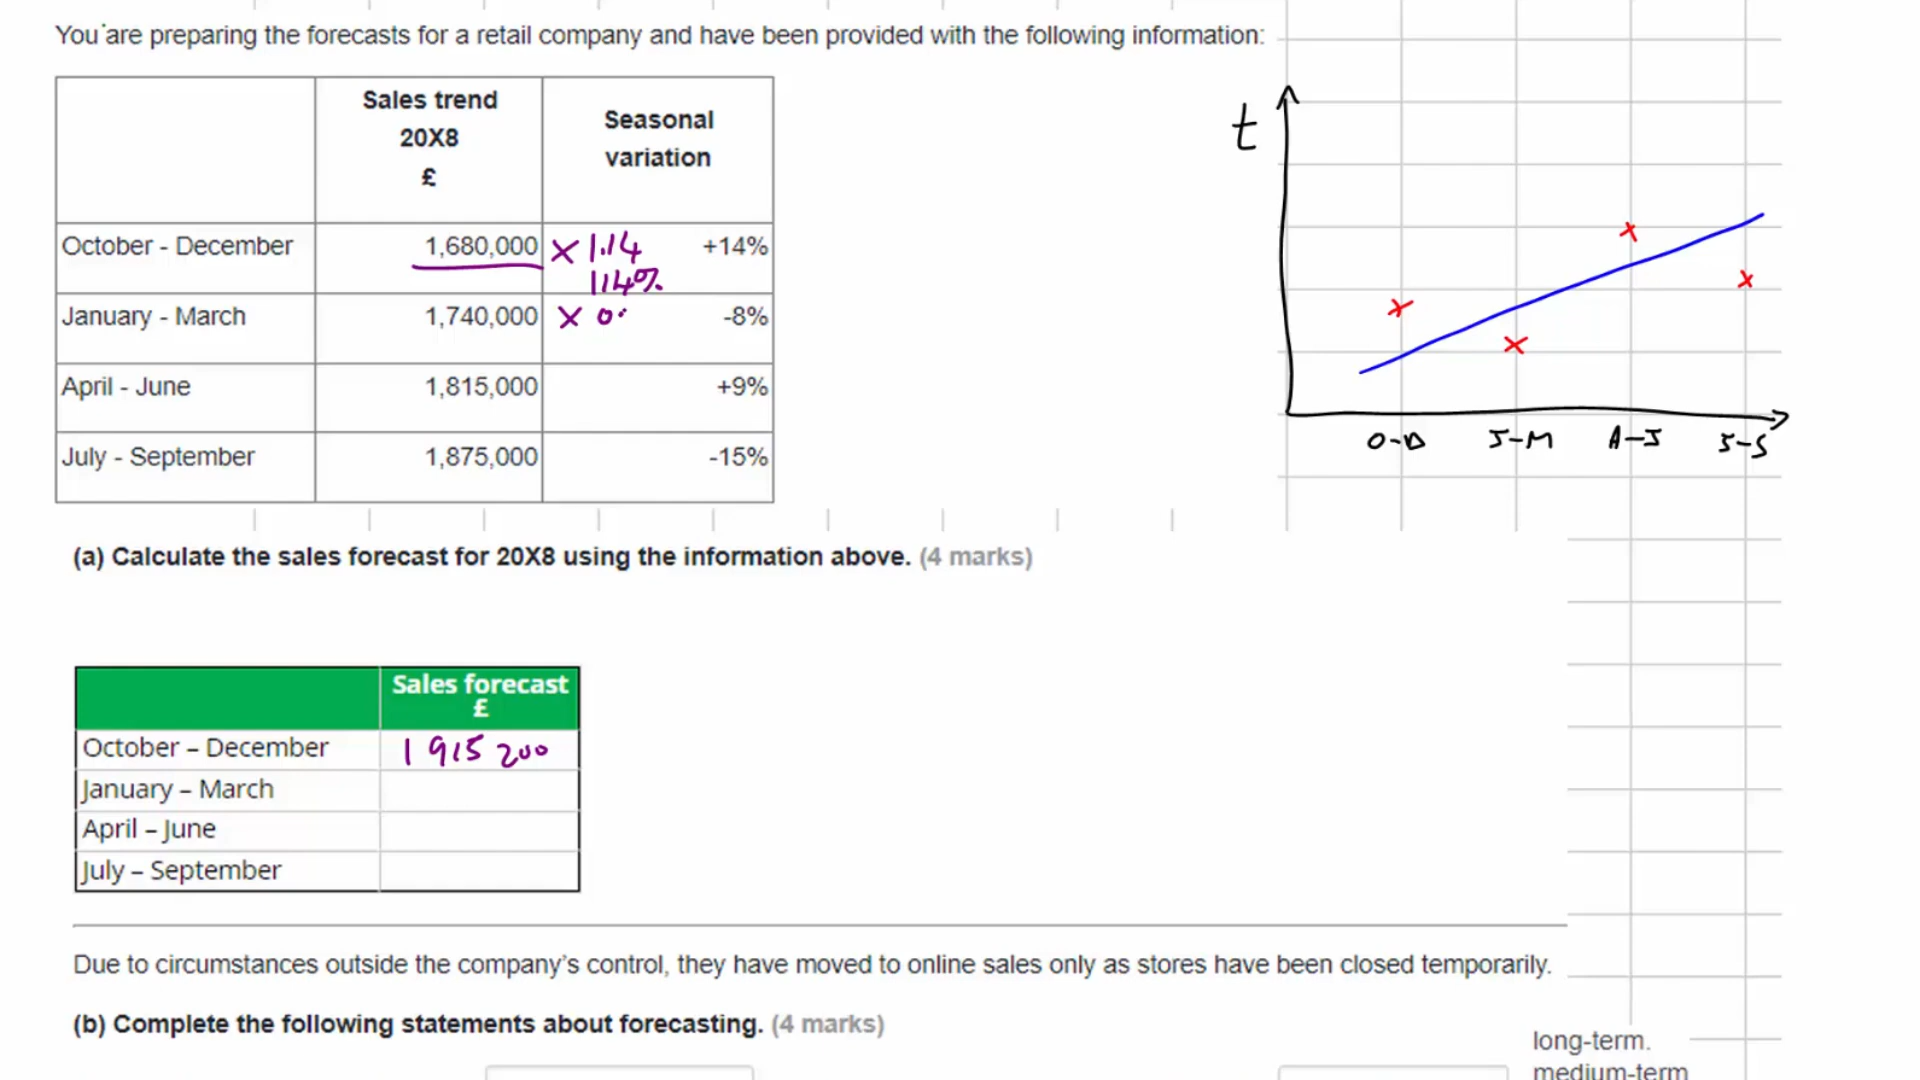 You are preparing the forecasts for a retail company and have been provided with the following information:
Sales trend
20X8
£
Seasonal
variation
October - December 1,680,000 × 1.14 +14%
114%
January - March 1,740,000 × 0. -8%
April - June 1,815,000 +9%
July - September 1,875,000 -15%
t
O-D J-M A-J J-S
(a) Calculate the sales forecast for 20X8 using the information above. (4 marks)
Sales forecast
£
October – December 1 915 200
January – March
April – June
July – September
Due to circumstances outside the company's control, they have moved to online sales only as stores have been closed temporarily.
(b) Complete the following statements about forecasting. (4 marks)
long-term.
medium-term